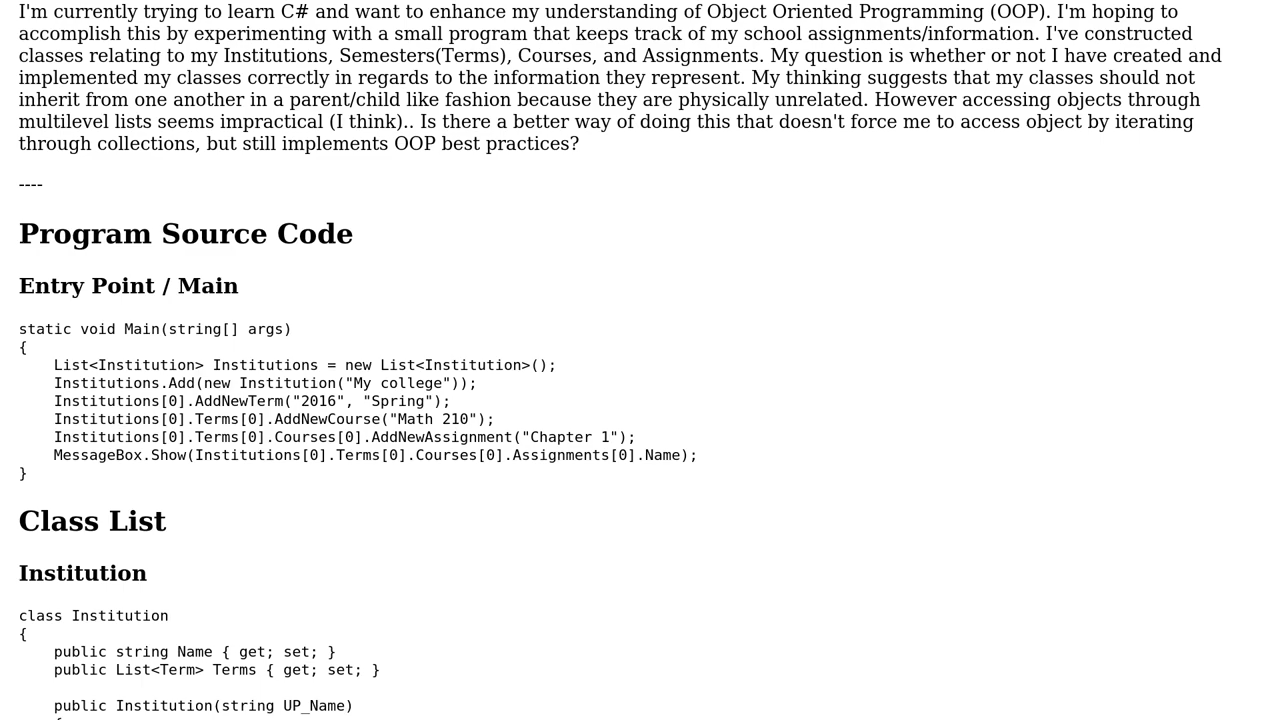 I'm currently trying to learn C# and want to enhance my understanding of Object Oriented Programming (OOP). I'm hoping to
accomplish this by experimenting with a small program that keeps track of my school assignments/information. I've constructed
classes relating to my Institutions, Semesters(Terms), Courses, and Assignments. My question is whether or not I have created and
implemented my classes correctly in regards to the information they represent. My thinking suggests that my classes should not
inherit from one another in a parent/child like fashion because they are physically unrelated. However accessing objects through
multilevel lists seems impractical (I think).. Is there a better way of doing this that doesn't force me to access object by iterating
through collections, but still implements OOP best practices?
----
Program Source Code
Entry Point / Main
static void Main(string[] args)
{
    List<Institution> Institutions = new List<Institution>();
    Institutions.Add(new Institution("My college"));
    Institutions[0].AddNewTerm("2016", "Spring");
    Institutions[0].Terms[0].AddNewCourse("Math 210");
    Institutions[0].Terms[0].Courses[0].AddNewAssignment("Chapter 1");
    MessageBox.Show(Institutions[0].Terms[0].Courses[0].Assignments[0].Name);
}
Class List
Institution
class Institution
{
    public string Name { get; set; }
    public List<Term> Terms { get; set; }
    public Institution(string UP_Name)
    {